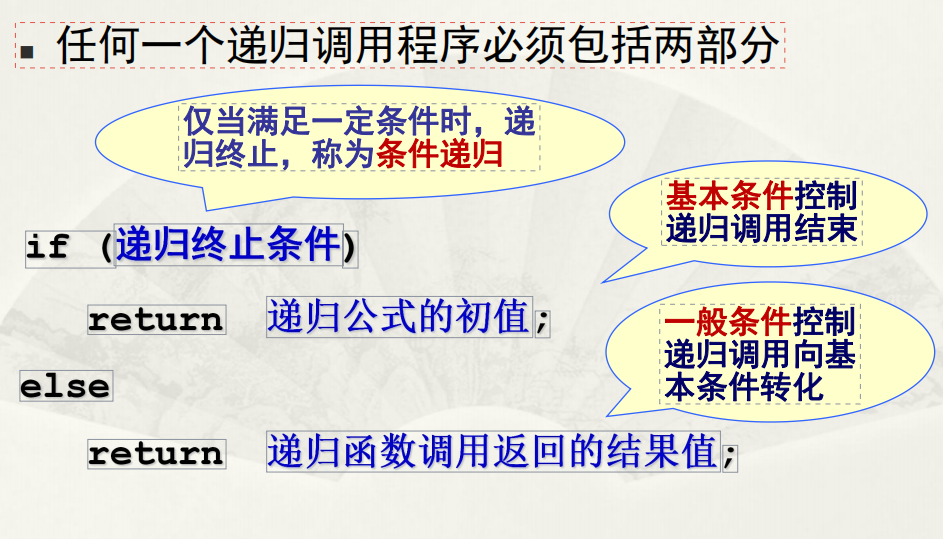 ▪ 任何一个递归调用程序必须包括两部分
仅当满足一定条件时，递
归终止，称为条件递归
基本条件控制
递归调用结束
if (递归终止条件)
return 递归公式的初值;
一般条件控制
递归调用向基
本条件转化
else
return 递归函数调用返回的结果值;